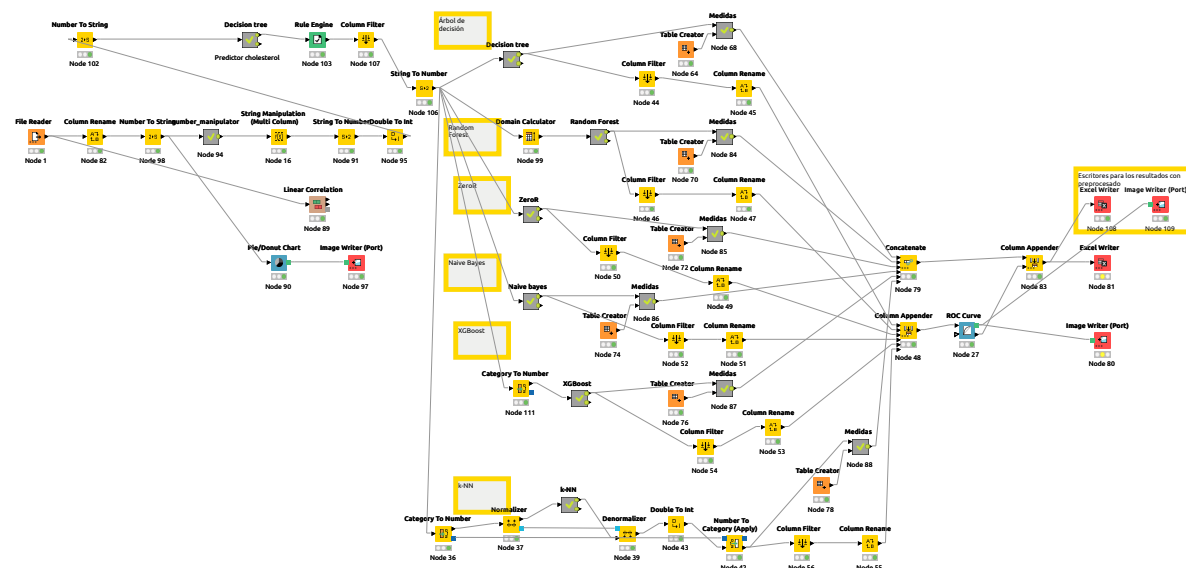 Number To String
Node 102
Decision tree
Predictor cholesterol
Rule Engine
Node 103
Column Filter
Node 107
String To Number
Node 106
File Reader
Node 1
Column Rename
Node 82
Number To String
Node 98
number_manipulator
Node 94
String Manipulation
(Multi Column)
Node 16
String To Number
Node 91
Double To Int
Node 95
Linear Correlation
Node 89
Pie/Donut Chart
Node 90
Image Writer (Port)
Node 97
Árbol de
decisión
Decision tree
Medidas
Node 68
Table Creator
Node 64
Column Filter
Node 44
Column Rename
Node 45
Random
Forest
Domain Calculator
Node 99
Random Forest
Medidas
Node 84
Table Creator
Node 70
Column Filter
Node 46
Column Rename
Node 47
ZeroR
ZeroR
Medidas
Node 85
Table Creator
Node 72
Column Filter
Node 50
Column Rename
Node 49
Naive Bayes
Naive bayes
Medidas
Node 86
Table Creator
Node 74
Column Filter
Node 52
Column Rename
Node 51
XGBoost
Category To Number
Node 111
XGBoost
Medidas
Node 87
Table Creator
Node 76
Column Filter
Node 54
Column Rename
Node 53
k-NN
Category To Number
Node 36
Normalizer
Node 37
k-NN
Denormalizer
Node 39
Double To Int
Node 43
Number To
Category (Apply)
Node 42
Medidas
Node 88
Table Creator
Node 78
Column Filter
Node 56
Column Rename
Node 55
Concatenate
Node 79
Column Appender
Node 48
ROC Curve
Node 27
Column Appender
Node 83
Escritores para los resultados con
preprocesado
Excel Writer
Node 108
Image Writer (Port)
Node 109
Excel Writer
Node 81
Image Writer (Port)
Node 80